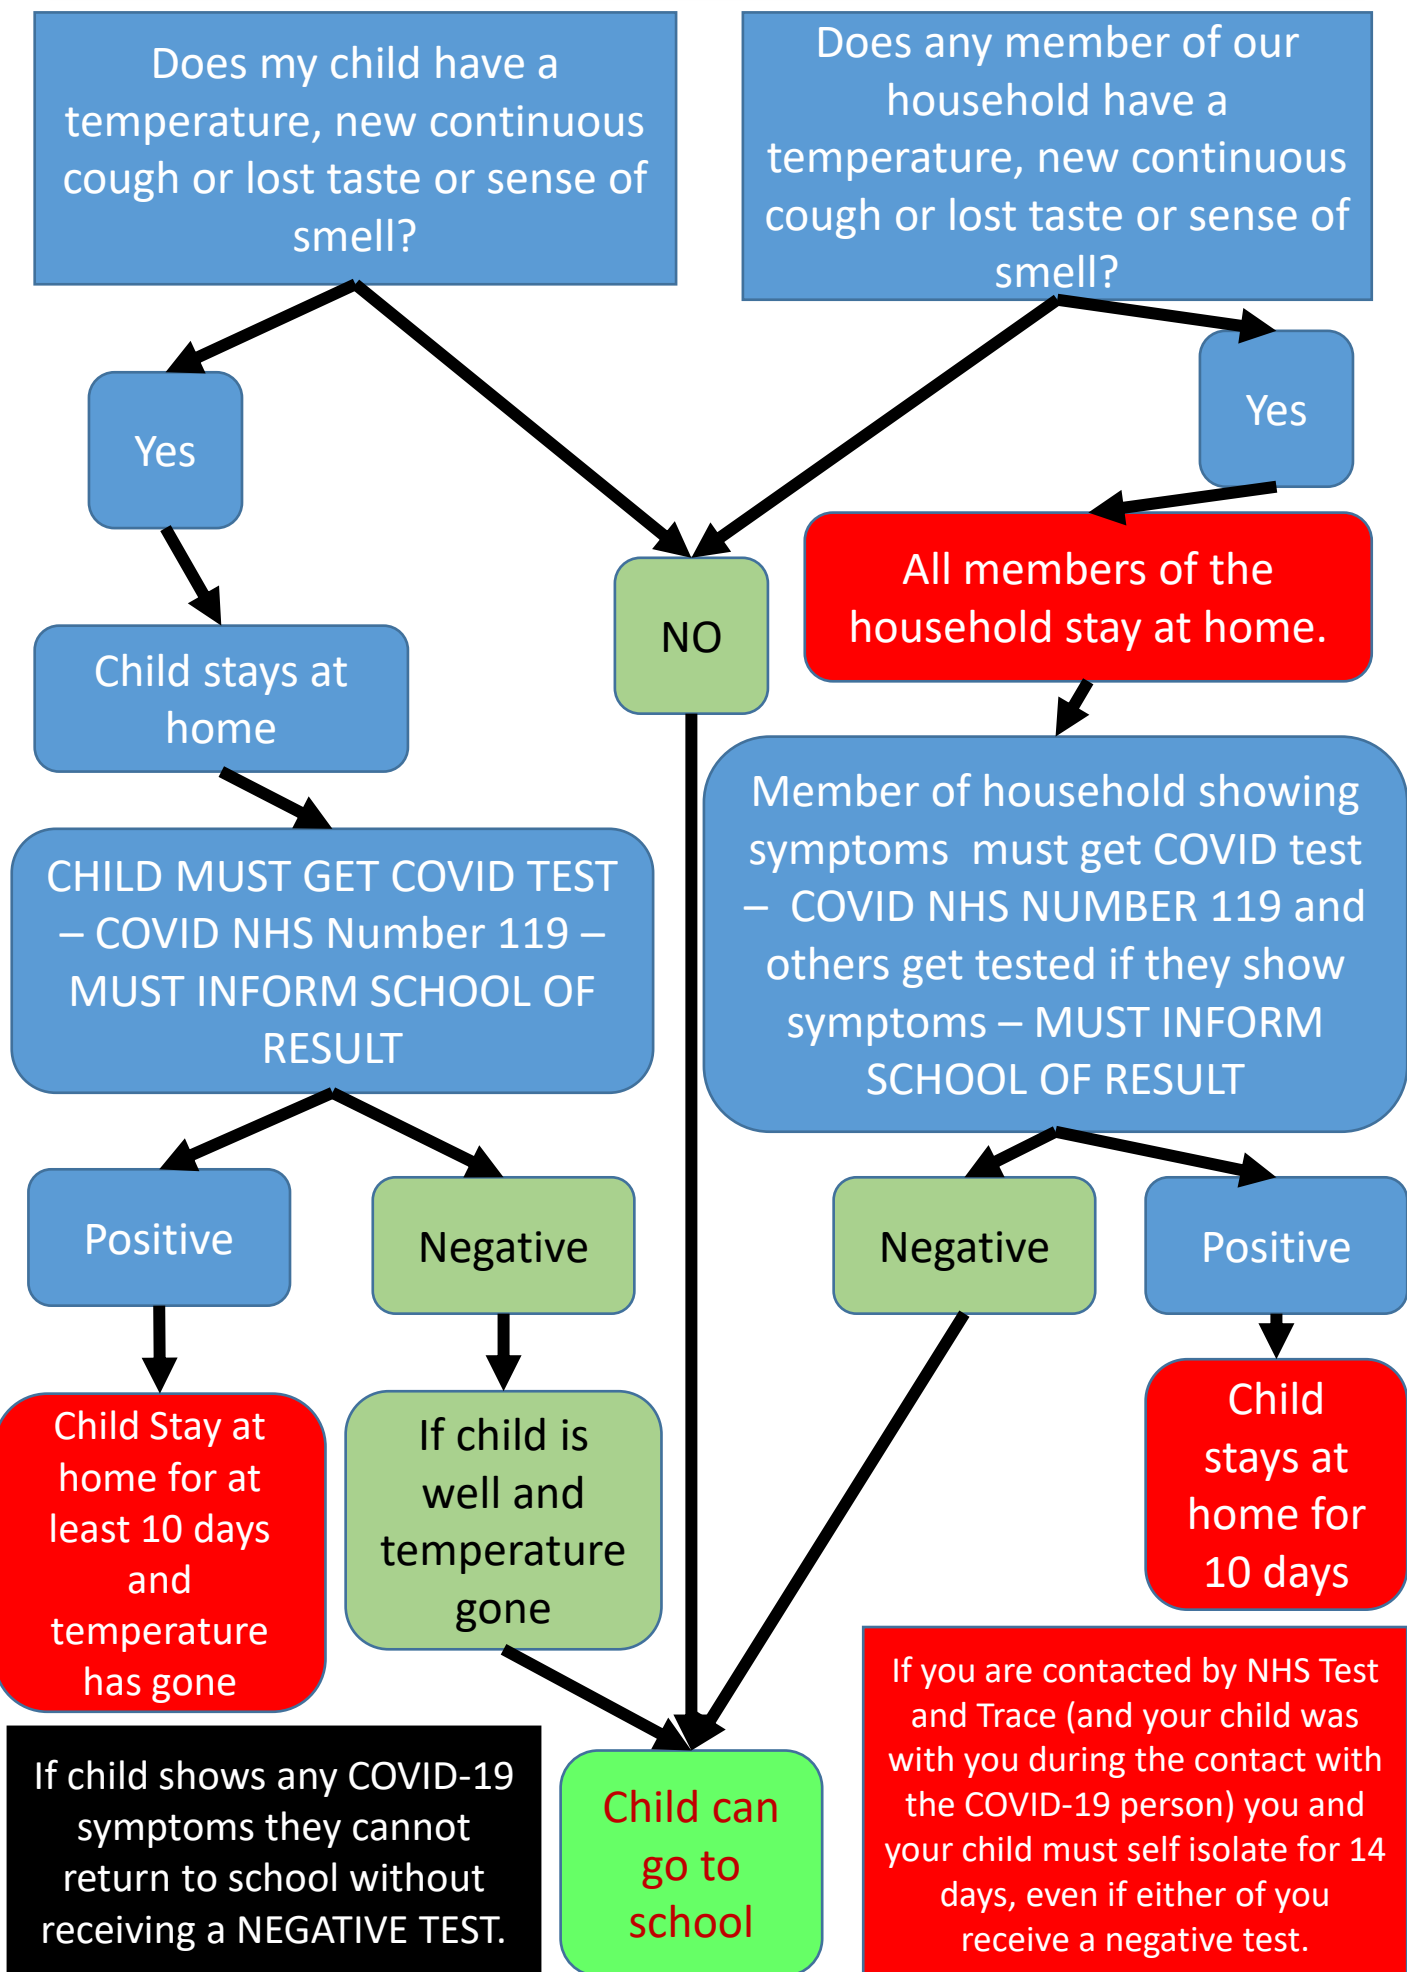 Does my child have a
temperature, new continuous
cough or lost taste or sense of
smell?
Does any member of our
household have a
temperature, new continuous
cough or lost taste or sense of
smell?
Yes
Yes
NO
All members of the
household stay at home.
Child stays at
home
Member of household showing
symptoms must get COVID test
– COVID NHS NUMBER 119 and
others get tested if they show
symptoms – MUST INFORM
SCHOOL OF RESULT
CHILD MUST GET COVID TEST
– COVID NHS Number 119 –
MUST INFORM SCHOOL OF
RESULT
Positive
Negative
Negative
Positive
Child Stay at
home for at
least 10 days
and
temperature
has gone
If child is
well and
temperature
gone
Child
stays at
home for
10 days
If child shows any COVID-19
symptoms they cannot
return to school without
receiving a NEGATIVE TEST.
Child can
go to
school
If you are contacted by NHS Test
and Trace (and your child was
with you during the contact with
the COVID-19 person) you and
your child must self isolate for 14
days, even if either of you
receive a negative test.